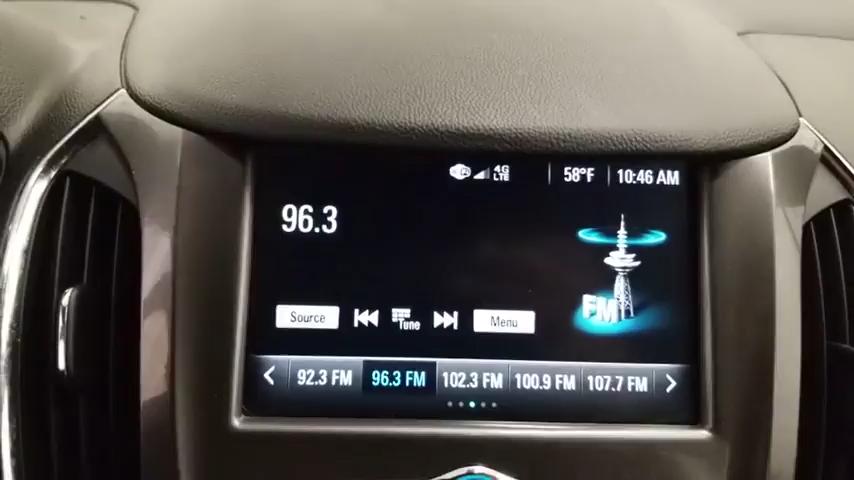 4G LTE 58°F 10:46 AM
96.3
FM
Source Tune Menu
92.3 FM 96.3 FM 102.3 FM 100.9 FM 107.7 FM